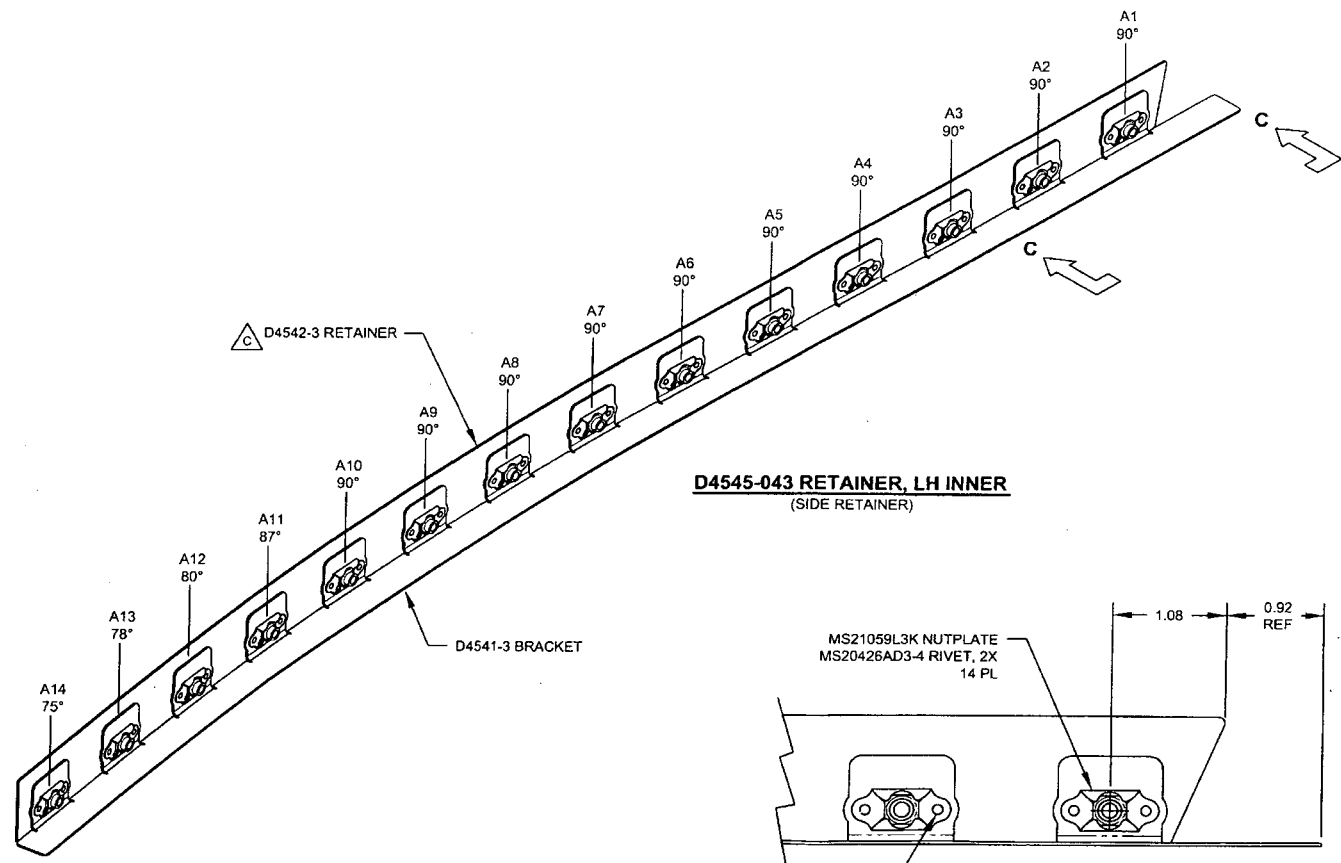 A1
90°
A2
90°
A3
90°
A4
90°
A5
90°
A6
90°
A7
90°
A8
90°
A9
90°
A10
90°
A11
87°
A12
80°
A13
78°
A14
75°
C
C
C
D4542-3 RETAINER
D4541-3 BRACKET
D4545-043 RETAINER, LH INNER
(SIDE RETAINER)
MS21059L3K NUTPLATE
MS20426AD3-4 RIVET, 2X
14 PL
1.08
0.92
REF